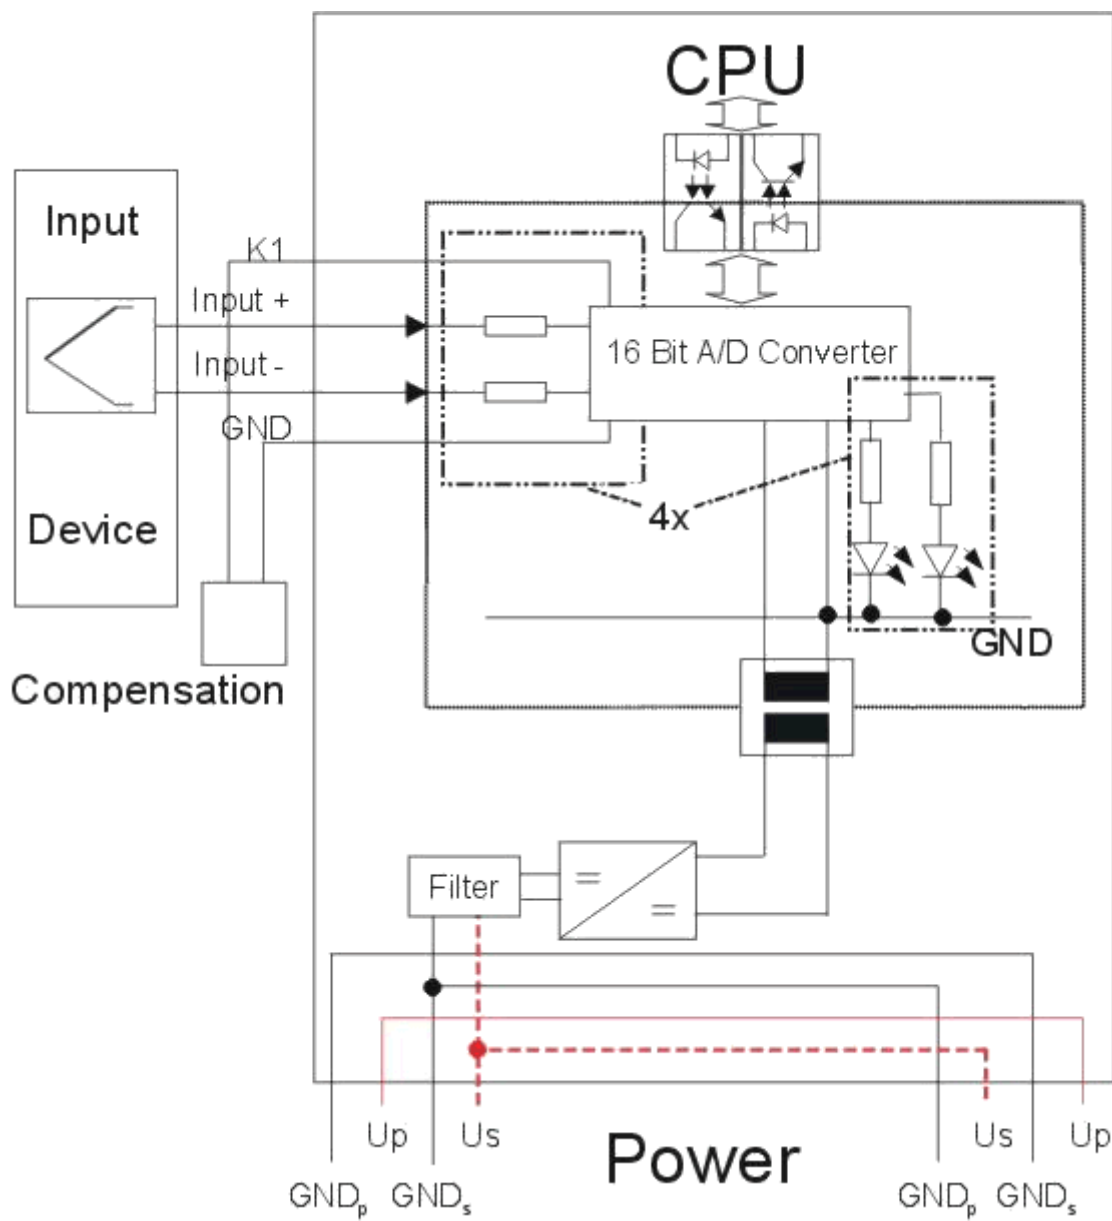 CPU
Input
K1
Input +
16 Bit A/D Converter
Input -
GND
4x
Device
GND
Compensation
Filter
Up
Us
Power
Us
Up
GNDp
GNDs
GNDp
GNDs